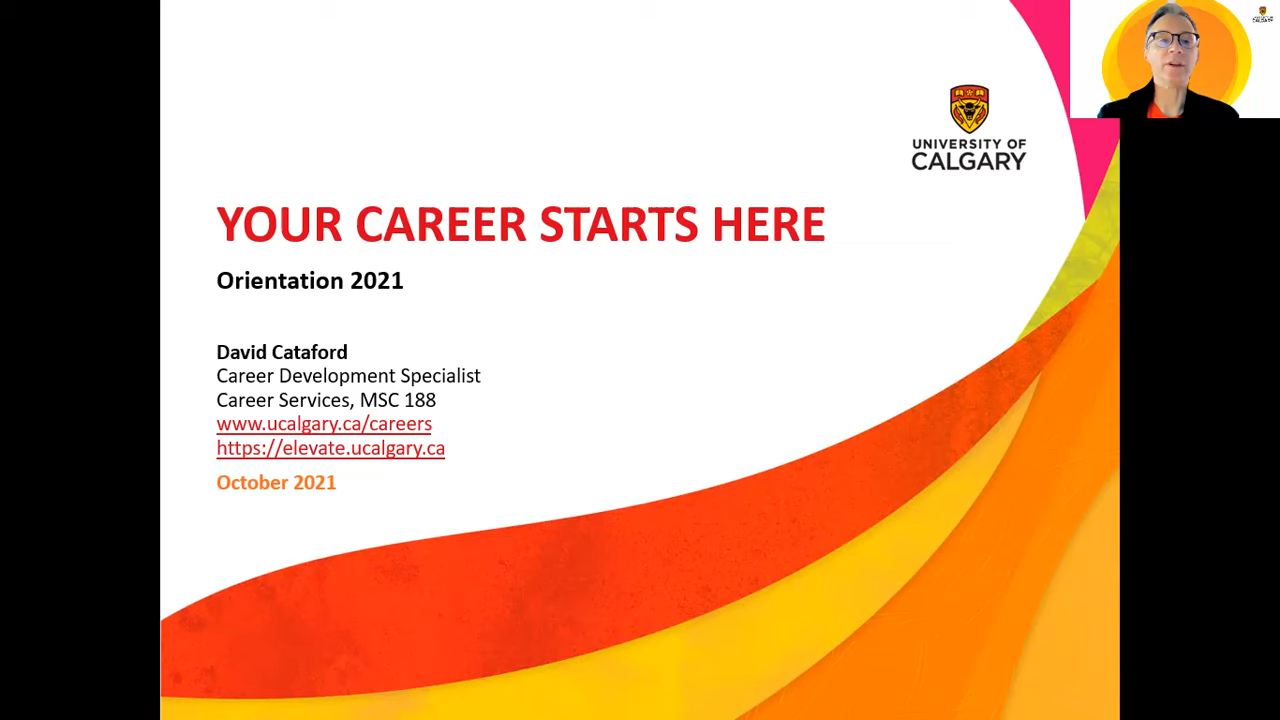 UNIVERSITY OF
CALGARY
YOUR CAREER STARTS HERE
Orientation 2021
David Cataford
Career Development Specialist
Career Services, MSC 188
www.ucalgary.ca/careers
https://elevate.ucalgary.ca
October 2021
CALGARY